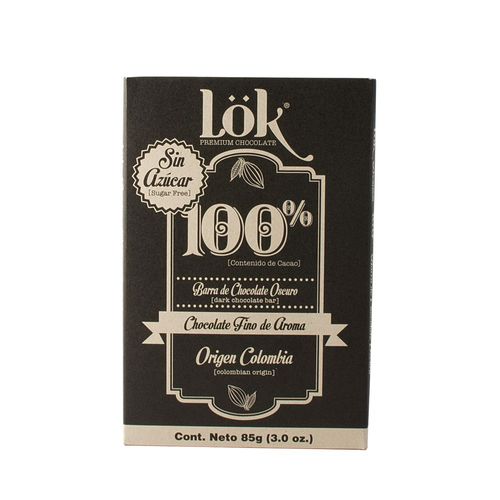 Lök®
PREMIUM CHOCOLATE
Sin
Azúcar
[Sugar Free]
100%
[Contenido de Cacao]
Barra de Chocolate Oscuro
[dark chocolate bar]
Chocolate Fino de Aroma
Origen Colombia
[colombian origin]
Cont. Neto 85g (3.0 oz.)